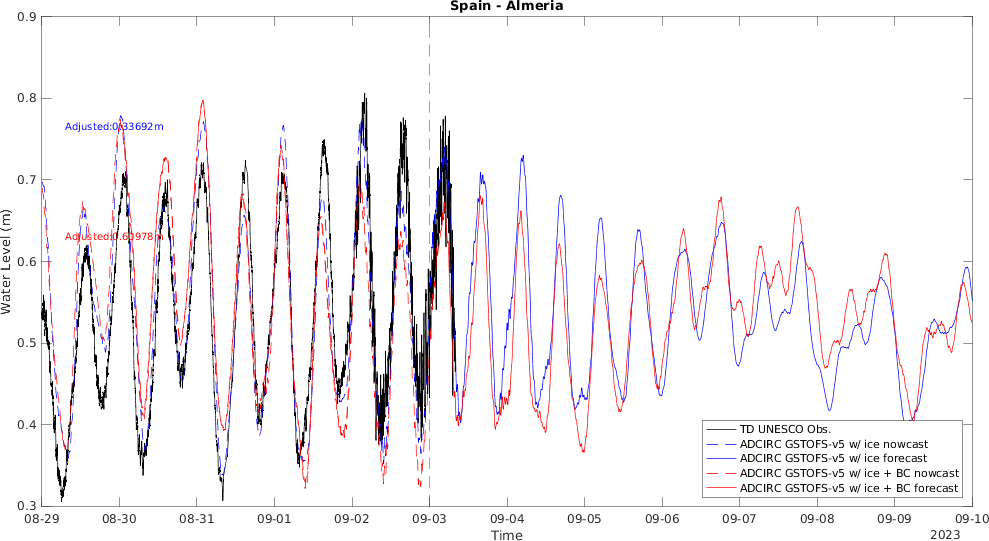 Spain - Almeria
0.9
0.8
0.7
0.6
0.5
0.4
0.3
Water Level (m)
Adjusted:0.33692m
Adjusted:0.60978m
TD UNESCO Obs.
ADCIRC GSTOFS-v5 w/ ice nowcast
ADCIRC GSTOFS-v5 w/ ice forecast
ADCIRC GSTOFS-v5 w/ ice + BC nowcast
ADCIRC GSTOFS-v5 w/ ice + BC forecast
08-29 08-30 08-31 09-01 09-02 09-03 09-04 09-05 09-06 09-07 09-08 09-09 09-10
Time
2023